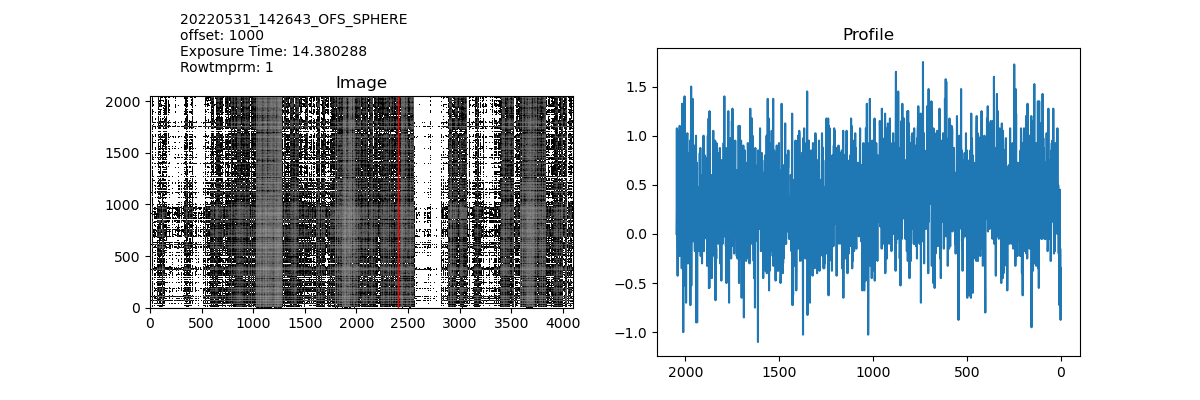 20220531_142643_OFS_SPHERE
offset: 1000
Exposure Time: 14.380288
Rowtmprm: 1
Image
2000
1500
1000
500
0
0 500 1000 1500 2000 2500 3000 3500 4000
Profile
1.5
1.0
0.5
0.0
−0.5
−1.0
2000 1500 1000 500 0